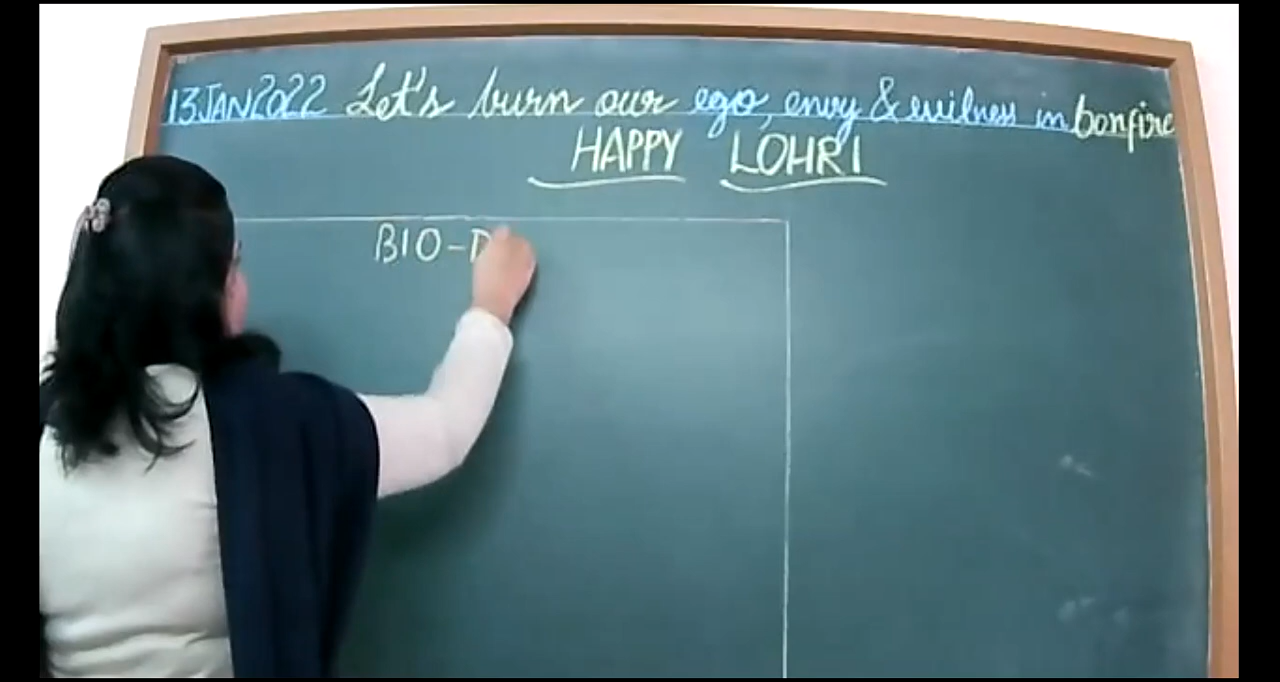 13JAN2022 Let's burn our ego, envy & evilness in bonfire
HAPPY LOHRI
BIO-D